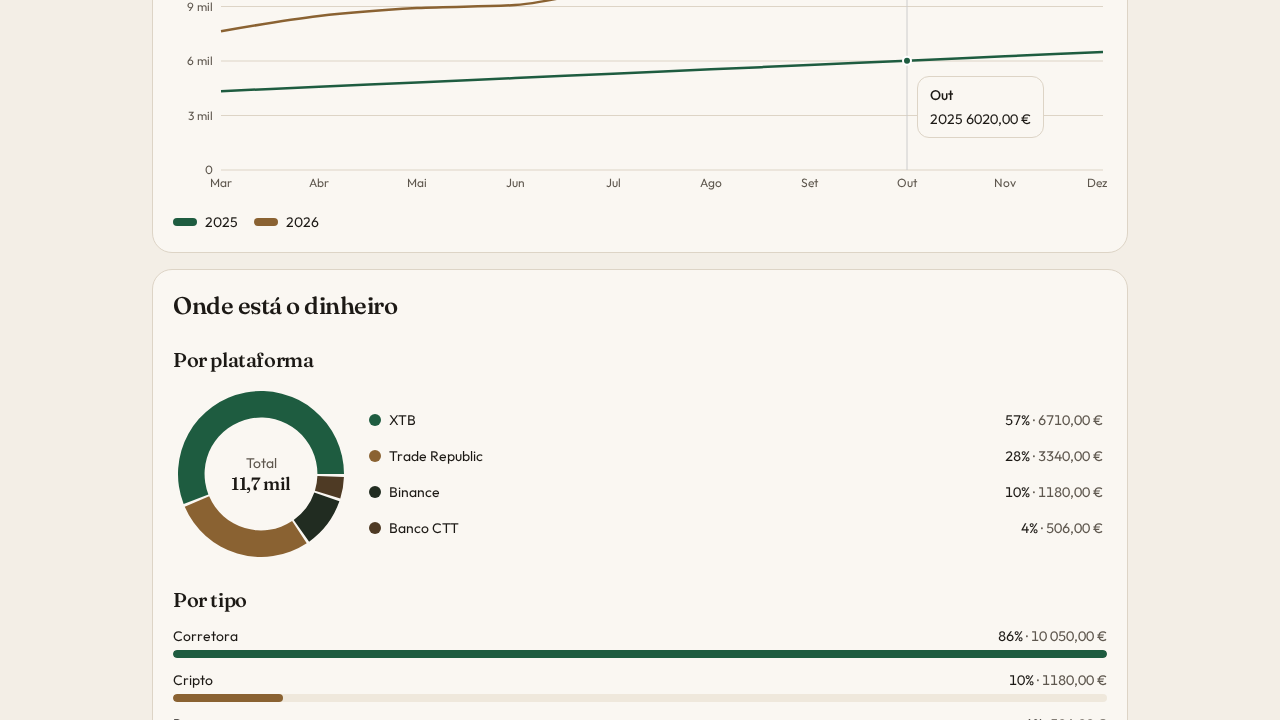 9 mil
6 mil
3 mil
0
Mar Abr Mai Jun Jul Ago Set Out Nov Dez
Out
2025 6020,00 €
2025 2026
Onde está o dinheiro
Por plataforma
Total
11,7 mil
XTB 57% · 6710,00 €
Trade Republic 28% · 3340,00 €
Binance 10% · 1180,00 €
Banco CTT 4% · 506,00 €
Por tipo
Corretora 86% · 10 050,00 €
Cripto 10% · 1180,00 €